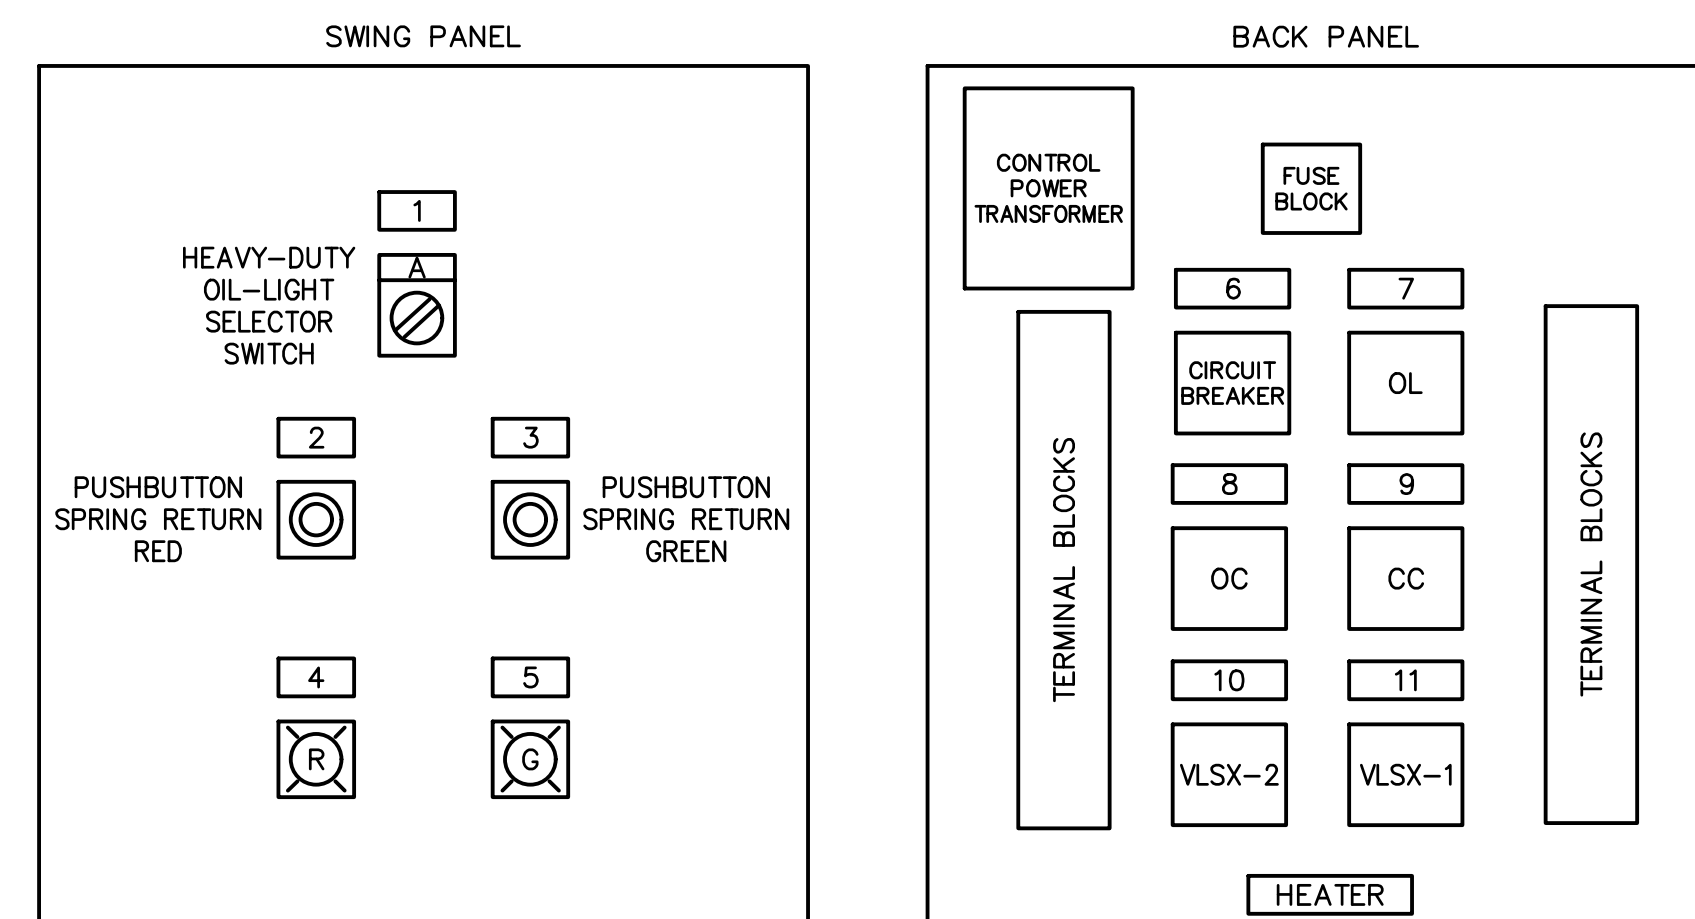 SWING PANEL
1
HEAVY-DUTY
OIL-LIGHT
SELECTOR
SWITCH
A
2
3
PUSHBUTTON
SPRING RETURN
RED
PUSHBUTTON
SPRING RETURN
GREEN
4
5
R
G
BACK PANEL
CONTROL
POWER
TRANSFORMER
FUSE
BLOCK
6
7
CIRCUIT
BREAKER
OL
TERMINAL BLOCKS
8
9
OC
CC
TERMINAL BLOCKS
10
11
VLSX-2
VLSX-1
HEATER